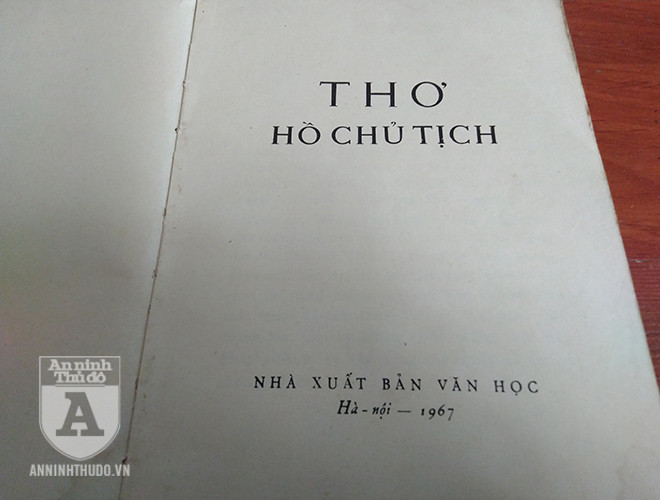 THƠ
HỒ CHỦ TỊCH
NHÀ XUẤT BẢN VĂN HỌC
Hà-nội — 1967
An ninh
Thủ đô
A
ANNINHTHUDO.VN